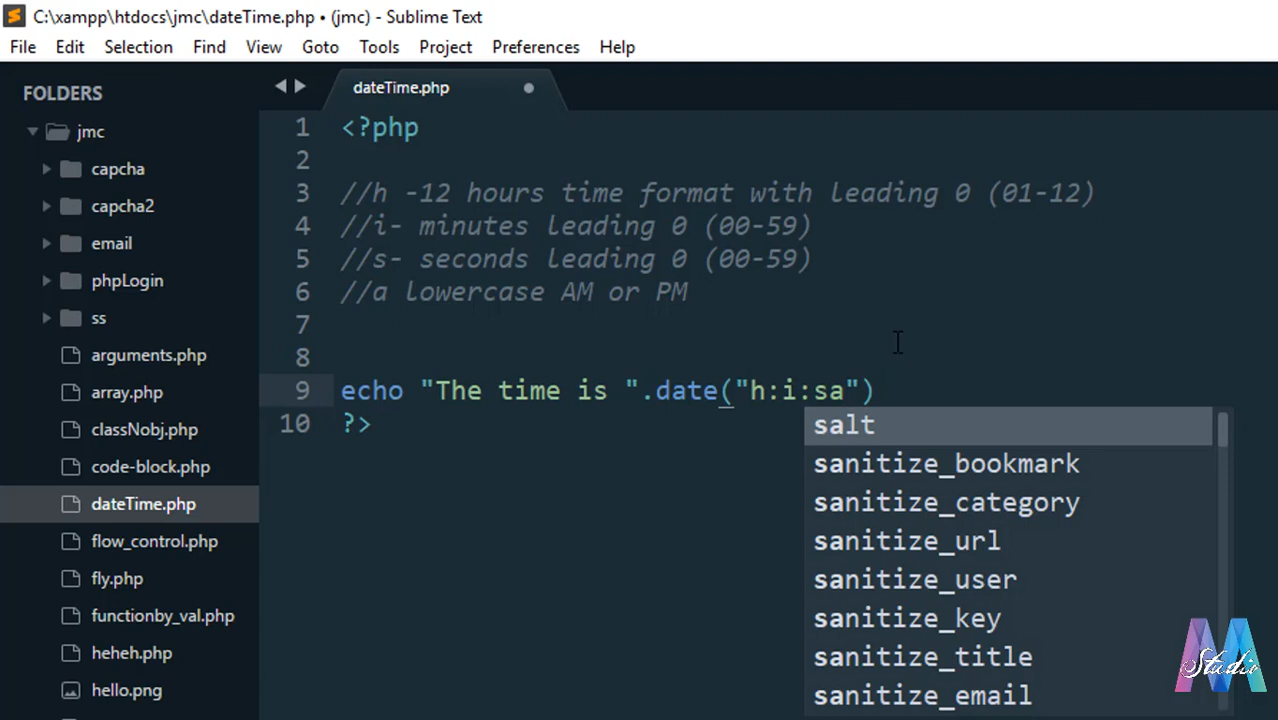 C:\xampp\htdocs\jmc\dateTime.php • (jmc) - Sublime Text
File Edit Selection Find View Goto Tools Project Preferences Help
FOLDERS
jmc
capcha
capcha2
email
phpLogin
ss
arguments.php
array.php
classNobj.php
code-block.php
dateTime.php
flow_control.php
fly.php
functionby_val.php
heheh.php
hello.png
dateTime.php
1 <?php
2
3 //h -12 hours time format with leading 0 (01-12)
4 //i- minutes leading 0 (00-59)
5 //s- seconds leading 0 (00-59)
6 //a lowercase AM or PM
7
8
9 echo "The time is ".date("h:i:sa")
10 ?>
salt
sanitize_bookmark
sanitize_category
sanitize_url
sanitize_user
sanitize_key
sanitize_title
sanitize_email
M Studio